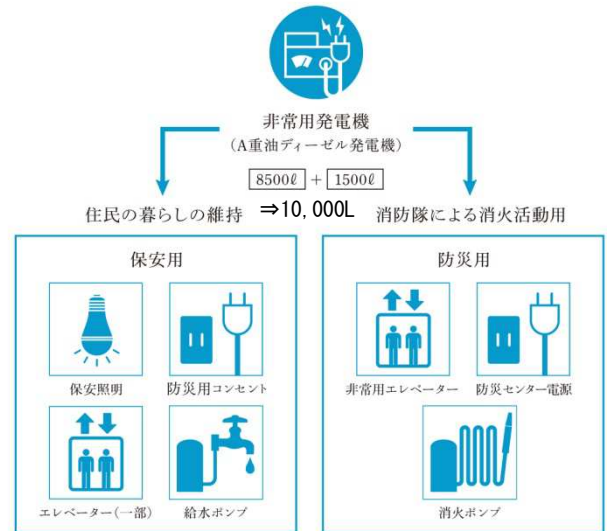 非常用発電機
（A重油ディーゼル発電機）
8500ℓ + 1500ℓ
住民の暮らしの維持 ⇒10,000L 消防隊による消火活動用
保安用
保安照明 防災用コンセント
エレベーター（一部） 給水ポンプ
防災用
非常用エレベーター 防災センター電源
消火ポンプ